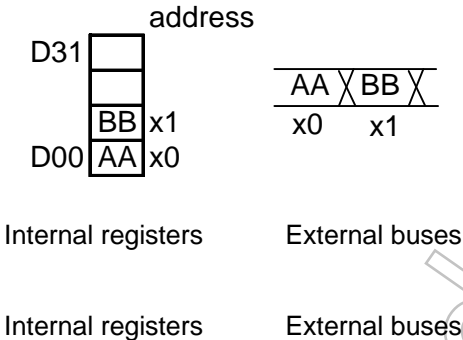 address
D31
AA BB
BB x1
x0 x1
D00 AA x0
Internal registers External buses
Internal registers External buses